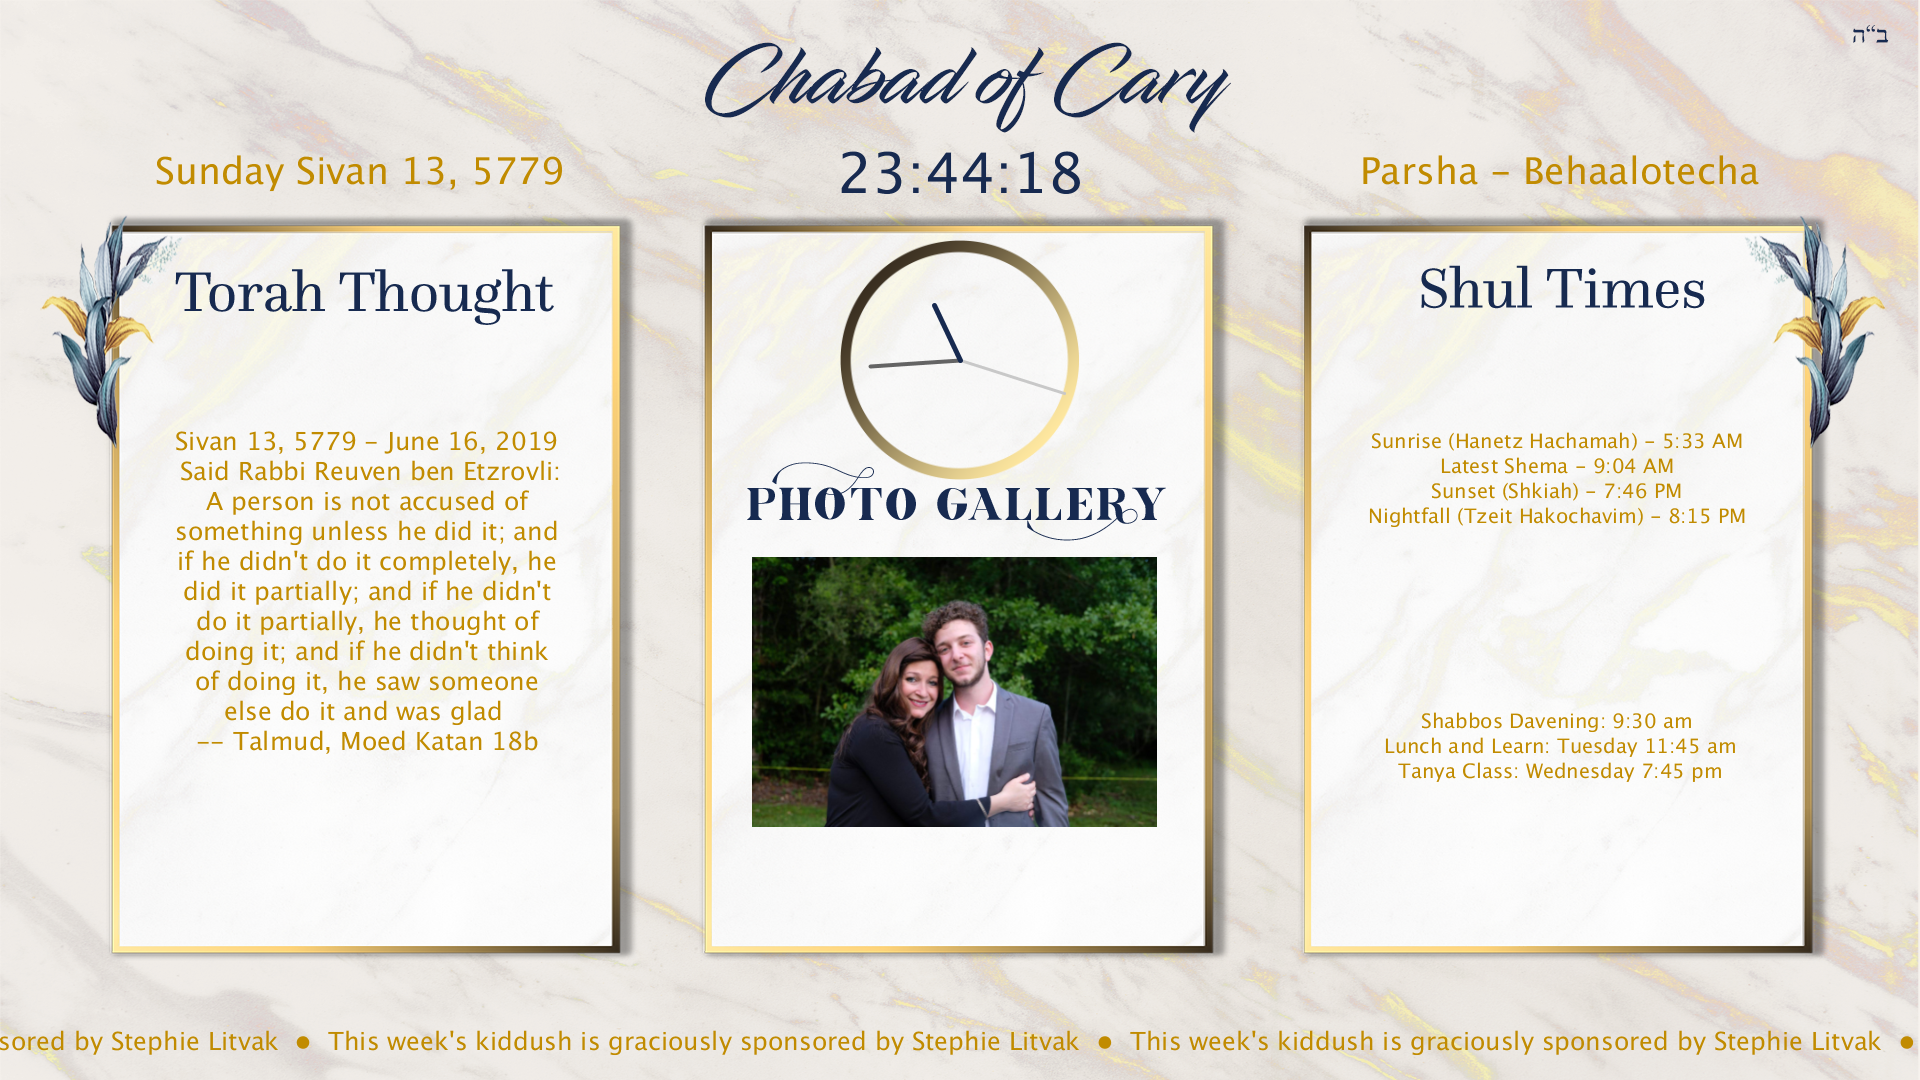 ב"ה
Chabad of Cary
Sunday Sivan 13, 5779
23:44:18
Parsha – Behaalotecha
Torah Thought
Sivan 13, 5779 – June 16, 2019
Said Rabbi Reuven ben Etzrovli:
A person is not accused of
something unless he did it; and
if he didn't do it completely, he
did it partially; and if he didn't
do it partially, he thought of
doing it; and if he didn't think
of doing it, he saw someone
else do it and was glad
-- Talmud, Moed Katan 18b
PHOTO GALLERY
Shul Times
Sunrise (Hanetz Hachamah) – 5:33 AM
Latest Shema – 9:04 AM
Sunset (Shkiah) – 7:46 PM
Nightfall (Tzeit Hakochavim) – 8:15 PM
Shabbos Davening: 9:30 am
Lunch and Learn: Tuesday 11:45 am
Tanya Class: Wednesday 7:45 pm
sored by Stephie Litvak ● This week's kiddush is graciously sponsored by Stephie Litvak ● This week's kiddush is graciously sponsored by Stephie Litvak ●